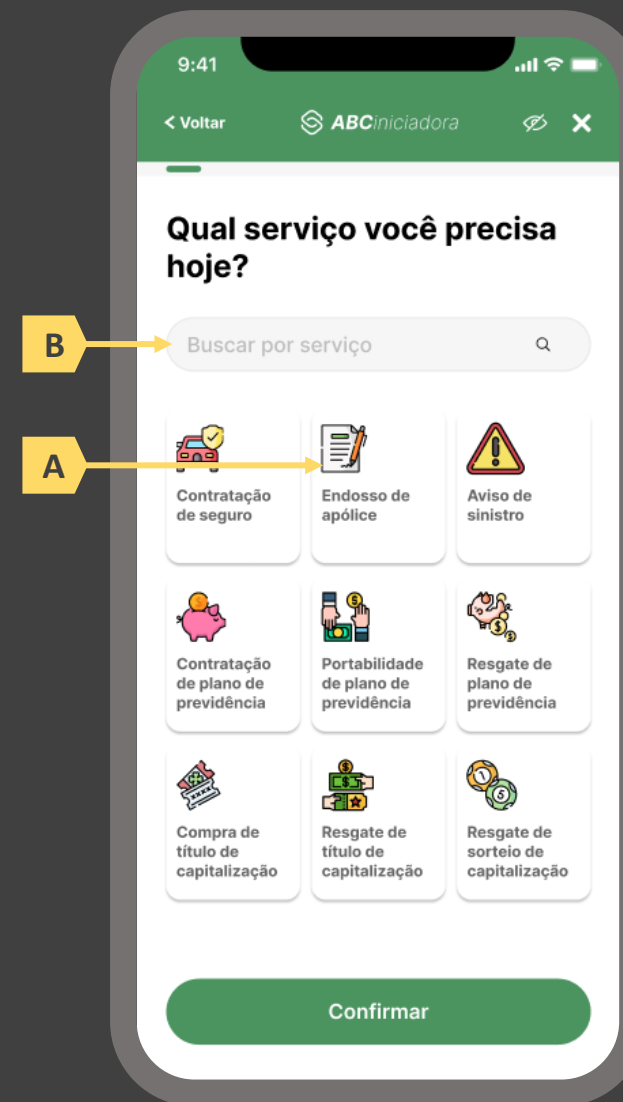 9:41
< Voltar
ABCiniciadora
Qual serviço você precisa
hoje?
B
Buscar por serviço
A
Contratação
de seguro
Endosso de
apólice
Aviso de
sinistro
Contratação
de plano de
previdência
Portabilidade
de plano de
previdência
Resgate de
plano de
previdência
Compra de
título de
capitalização
Resgate de
título de
capitalização
Resgate de
sorteio de
capitalização
Confirmar